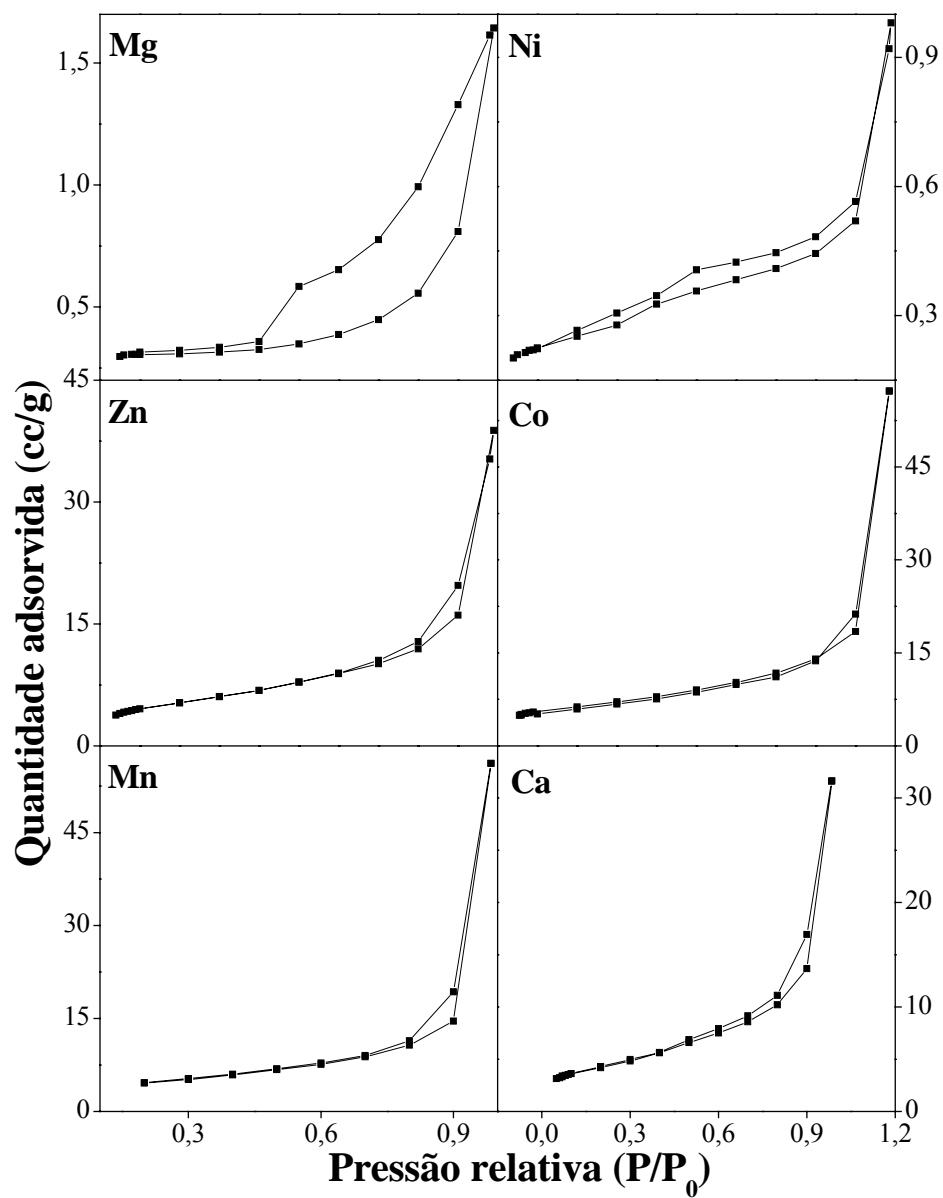 Mg
Ni
1,5
1,0
0,5
0,9
0,6
0,3
Zn
Co
45
30
15
0
45
30
15
0
Mn
Ca
45
30
15
0
30
20
10
0
0,3 0,6 0,9
0,0 0,3 0,6 0,9 1,2
Quantidade adsorvida (cc/g)
Pressão relativa (P/P0)